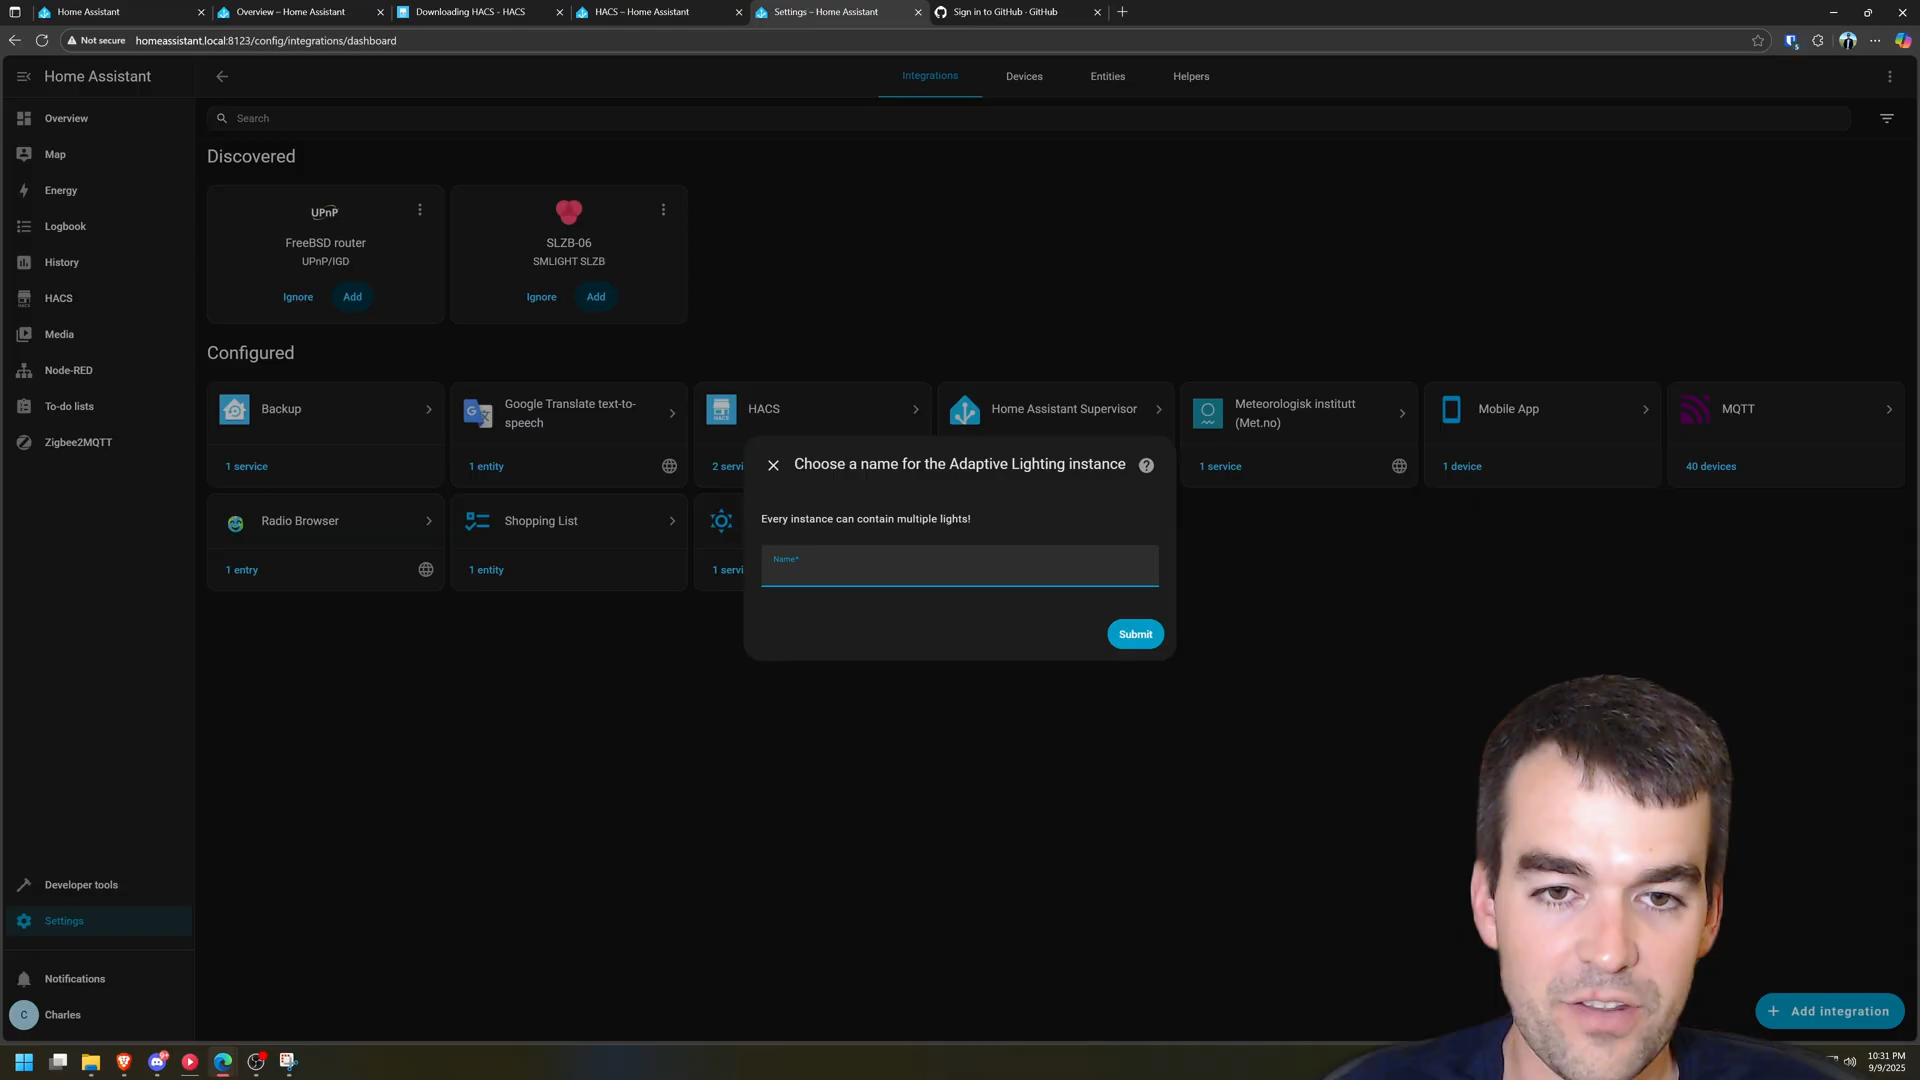 Home Assistant
Overview – Home Assistant
Downloading HACS - HACS
HACS – Home Assistant
Settings – Home Assistant
Sign in to GitHub · GitHub
Not secure
homeassistant.local:8123/config/integrations/dashboard
Home Assistant
Integrations
Devices
Entities
Helpers
Overview
Map
Energy
Logbook
History
HACS
Media
Node-RED
To-do lists
Zigbee2MQTT
Developer tools
Settings
Notifications
C
Charles
Search
Discovered
UPnP
FreeBSD router
UPnP/IGD
Ignore
Add
SLZB-06
SMLIGHT SLZB
Ignore
Add
Configured
Backup
1 service
Google Translate text-to-
speech
1 entity
HACS
HACS
2 servi
Home Assistant Supervisor
Meteorologisk institutt
(Met.no)
1 service
Mobile App
1 device
MQTT
40 devices
Radio Browser
1 entry
Shopping List
1 entity
1 servi
Choose a name for the Adaptive Lighting instance
Every instance can contain multiple lights!
Name*
Submit
+ Add integration
10:31 PM
9/9/2025